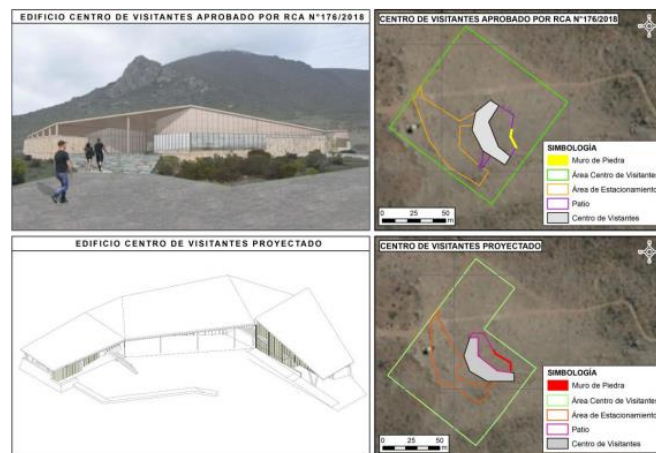 EDIFICIO CENTRO DE VISITANTES APROBADO POR RCA N°176/2018
CENTRO DE VISITANTES APROBADO POR RCA N°176/2018
SIMBOLOGÍA
Muro de Piedra
Área Centro de Visitantes
Área de Estacionamiento
Patio
Centro de Vistantes
0 25 50
m
EDIFICIO CENTRO DE VISITANTES PROYECTADO
CENTRO DE VISITANTES PROYECTADO
SIMBOLOGÍA
Muro de Piedra
Área Centro de Visitantes
Área de Estacionamiento
Patio
Centro de Visitantes
0 25 50
m